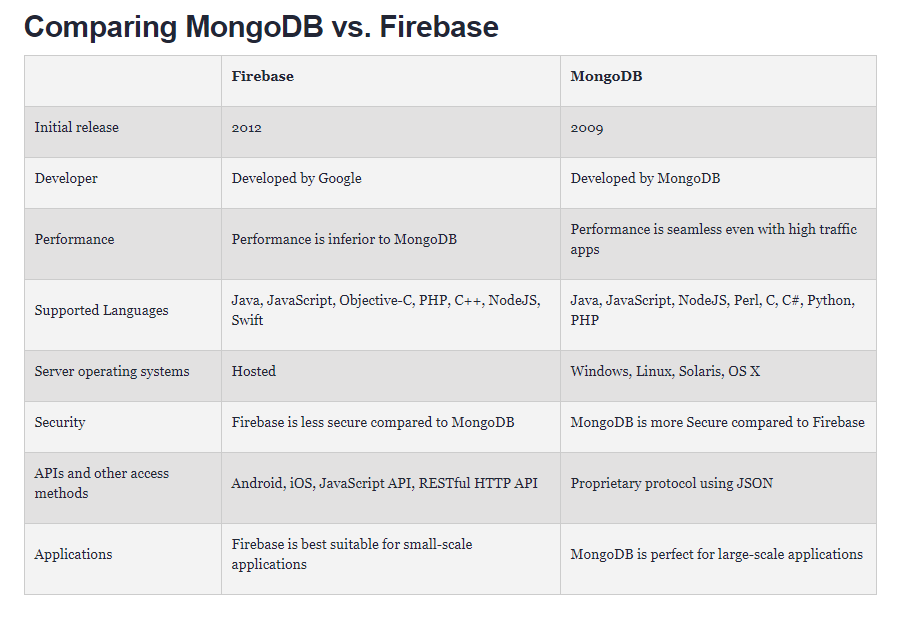 Comparing MongoDB vs. Firebase
Firebase
MongoDB
Initial release
2012
2009
Developer
Developed by Google
Developed by MongoDB
Performance
Performance is inferior to MongoDB
Performance is seamless even with high traffic
apps
Supported Languages
Java, JavaScript, Objective-C, PHP, C++, NodeJS,
Swift
Java, JavaScript, NodeJS, Perl, C, C#, Python,
PHP
Server operating systems
Hosted
Windows, Linux, Solaris, OS X
Security
Firebase is less secure compared to MongoDB
MongoDB is more Secure compared to Firebase
APIs and other access
methods
Android, iOS, JavaScript API, RESTful HTTP API
Proprietary protocol using JSON
Applications
Firebase is best suitable for small-scale
applications
MongoDB is perfect for large-scale applications